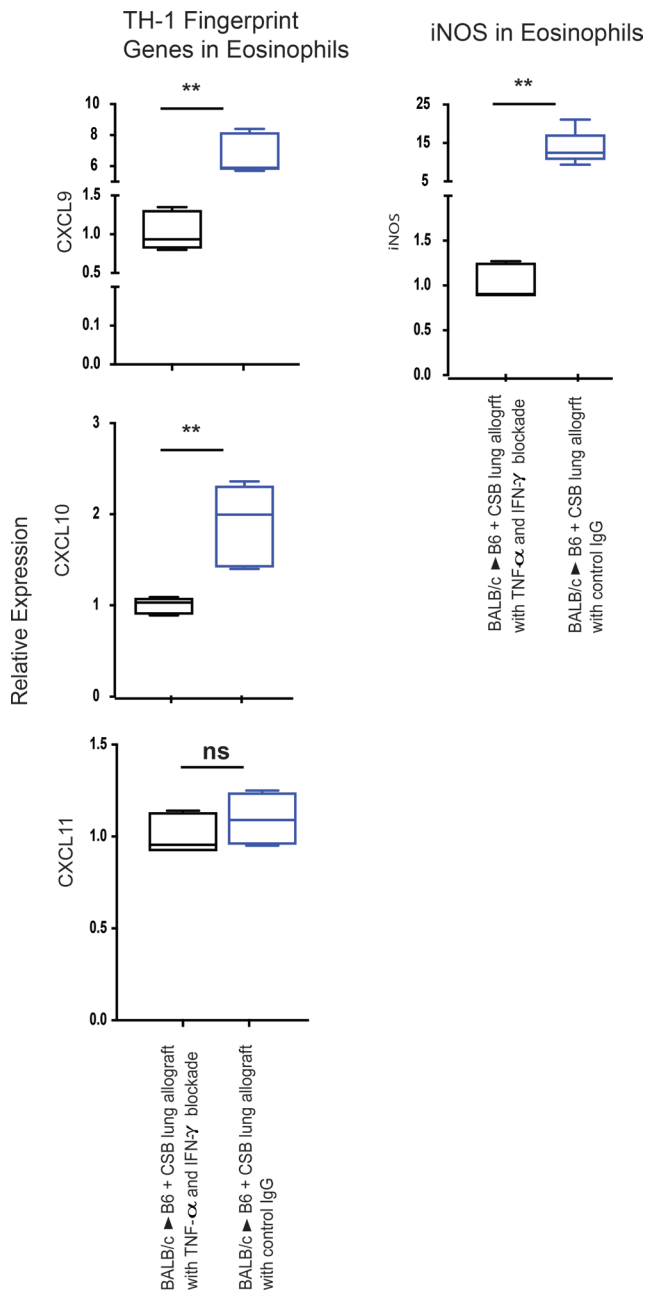 TH-1 Fingerprint
Genes in Eosinophils
**
10
8
6
1.5
1.0
0.5
0.1
0.0
CXCL9
iNOS in Eosinophils
**
25
15
5
1.5
1.0
0.5
0.0
iNOS
BALB/c ► B6 + CSB lung allogrft
with TNF-α and IFN-γ blockade
BALB/c ► B6 + CSB lung allogrft
with control IgG
Relative Expression
**
3
2
1
0
CXCL10
ns
1.5
1.0
0.5
0.0
CXCL11
BALB/c ► B6 + CSB lung allograft
with TNF-α and IFN-γ blockade
BALB/c ► B6 + CSB lung allograft
with control IgG